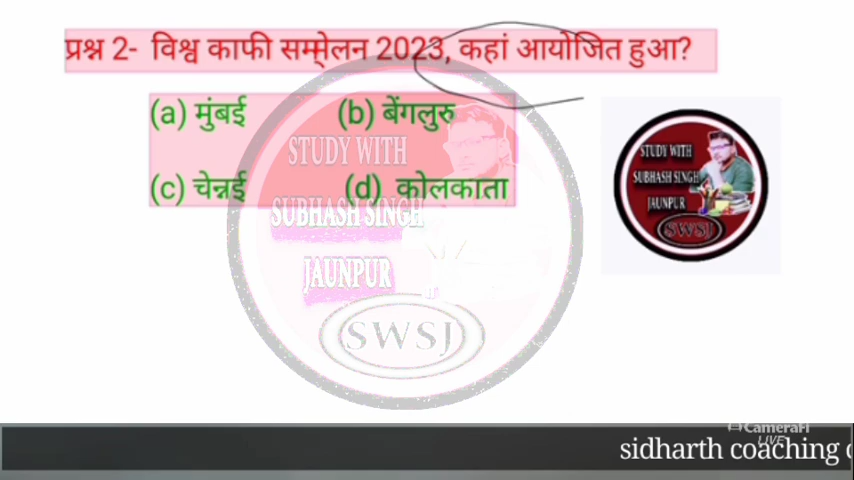 प्रश्न 2- विश्व काफी सम्मे्लन 2023, कहां आयोजित हुआ?
(a) मुंबई (b) बेंगलुरु
(c) चेन्नई (d) कोलकाता
STUDY WITH
SUBHASH SINGH
JAUNPUR
SWSJ
STUDY WITH
SUBHASH SINGH
JAUNPUR
SWSJ
CameraFi
LIVE
sidharth coaching